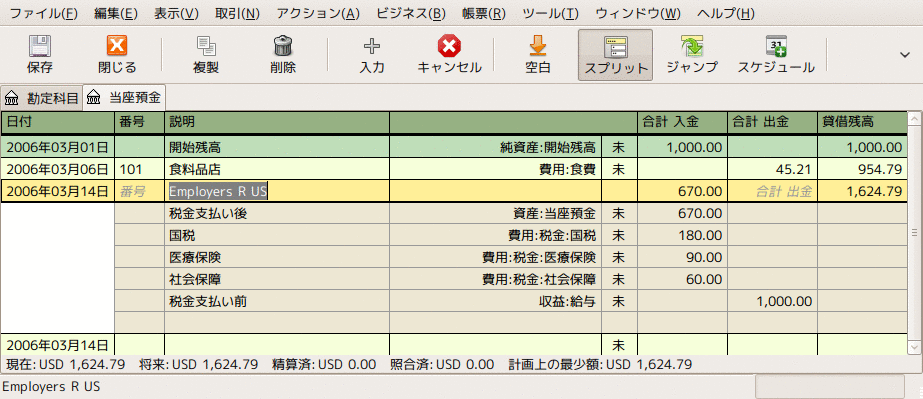 ファイル(F) 編集(E) 表示(V) 取引(N) アクション(A) ビジネス(B) 帳票(R) ツール(T) ウィンドウ(W) ヘルプ(H)
保存 閉じる 複製 削除 入力 キャンセル 空白 スプリット ジャンプ スケジュール
勘定科目 当座預金
日付 番号 説明 合計 入金 合計 出金 貸借残高
2006年03月01日 開始残高 純資産:開始残高 未 1,000.00 1,000.00
2006年03月06日 101 食料品店 費用:食費 未 45.21 954.79
2006年03月14日 番号 Employers R US 670.00 合計 出金 1,624.79
税金支払い後 資産:当座預金 未 670.00
国税 費用:税金:国税 未 180.00
医療保険 費用:税金:医療保険 未 90.00
社会保障 費用:税金:社会保障 未 60.00
税金支払い前 収益:給与 未 1,000.00
2006年03月14日 未
現在: USD 1,624.79 将来: USD 1,624.79 精算済: USD 0.00 照合済: USD 0.00 計画上の最少額: USD 1,624.79
Employers R US